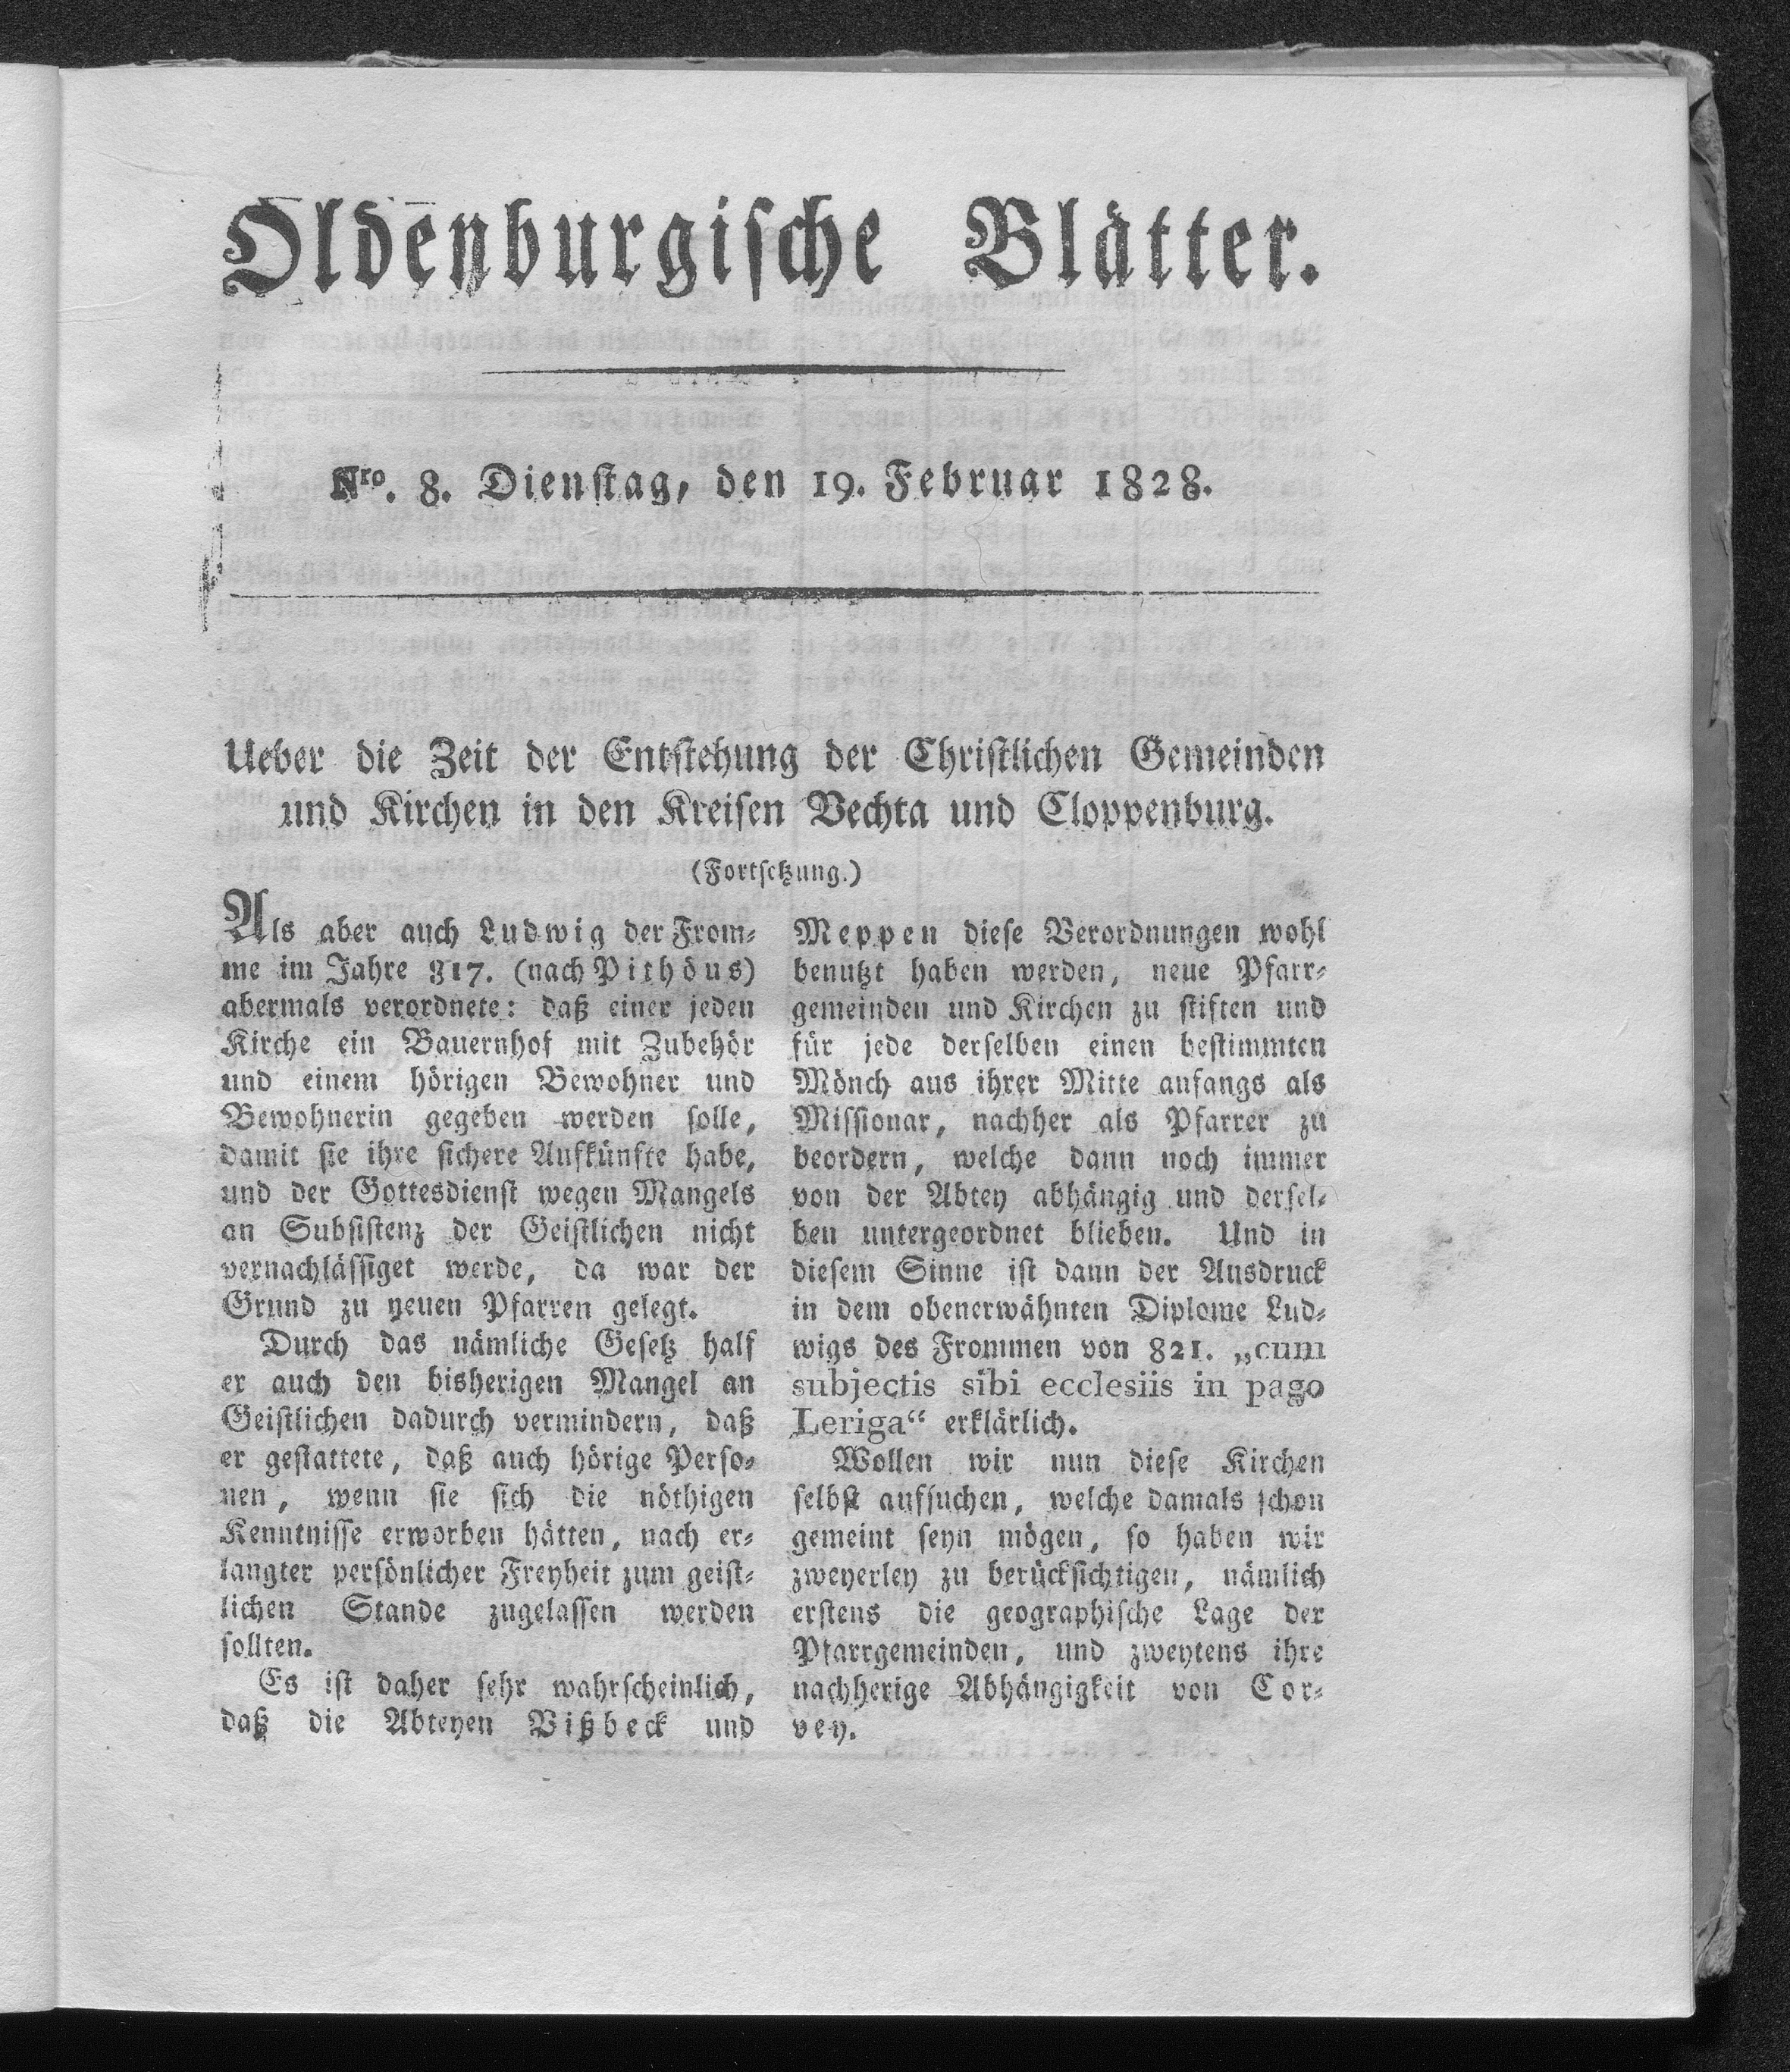 Oldenburgische Blätter.
Nro. 8. Dienstag, den 19. Februar 1828.
Ueber die Zeit der Entstehung der Christlichen Gemeinden
und Kirchen in den Kreisen Vechta und Cloppenburg.
(Fortsetzung.)
Als aber auch Ludwig der From-
me im Jahre 817. (nach Pithöus)
abermals verordnete: daß einer jeden
Kirche ein Bauernhof mit Zubehör
und einem hörigen Bewohner und
Bewohnerin gegeben werden solle,
damit sie ihre sichere Aufkünfte habe,
und der Gottesdienst wegen Mangels
an Subsistenz der Geistlichen nicht
vernachlässiget werde, da war der
Grund zu neuen Pfarren gelegt.
Durch das nämliche Gesetz half
er auch den bisherigen Mangel an
Geistlichen dadurch vermindern, daß
er gestattete, daß auch hörige Perso-
nen, wenn sie sich die nöthigen
Kenntnisse erworben hätten, nach er-
langter persönlicher Freyheit zum geist-
lichen Stande zugelassen werden
sollten.
Es ist daher sehr wahrscheinlich,
daß die Abteyen Vißbeck und
Meppen diese Verordnungen wohl
benutzt haben werden, neue Pfarr-
gemeinden und Kirchen zu stiften und
für jede derselben einen bestimmten
Mönch aus ihrer Mitte anfangs als
Missionar, nachher als Pfarrer zu
beordern, welche dann noch immer
von der Abtey abhängig und dersel-
ben untergeordnet blieben. Und in
diesem Sinne ist dann der Ausdruck
in dem obenerwähnten Diplome Lud-
wigs des Frommen von 821. „cum
subjectis sibi ecclesiis in pago
Leriga“ erklärlich.
Wollen wir nun diese Kirchen
selbst aufsuchen, welche damals schon
gemeint seyn mögen, so haben wir
zweyerley zu berücksichtigen, nämlich
erstens die geographische Lage der
Pfarrgemeinden, und zweytens ihre
nachherige Abhängigkeit von Cor-
vey.